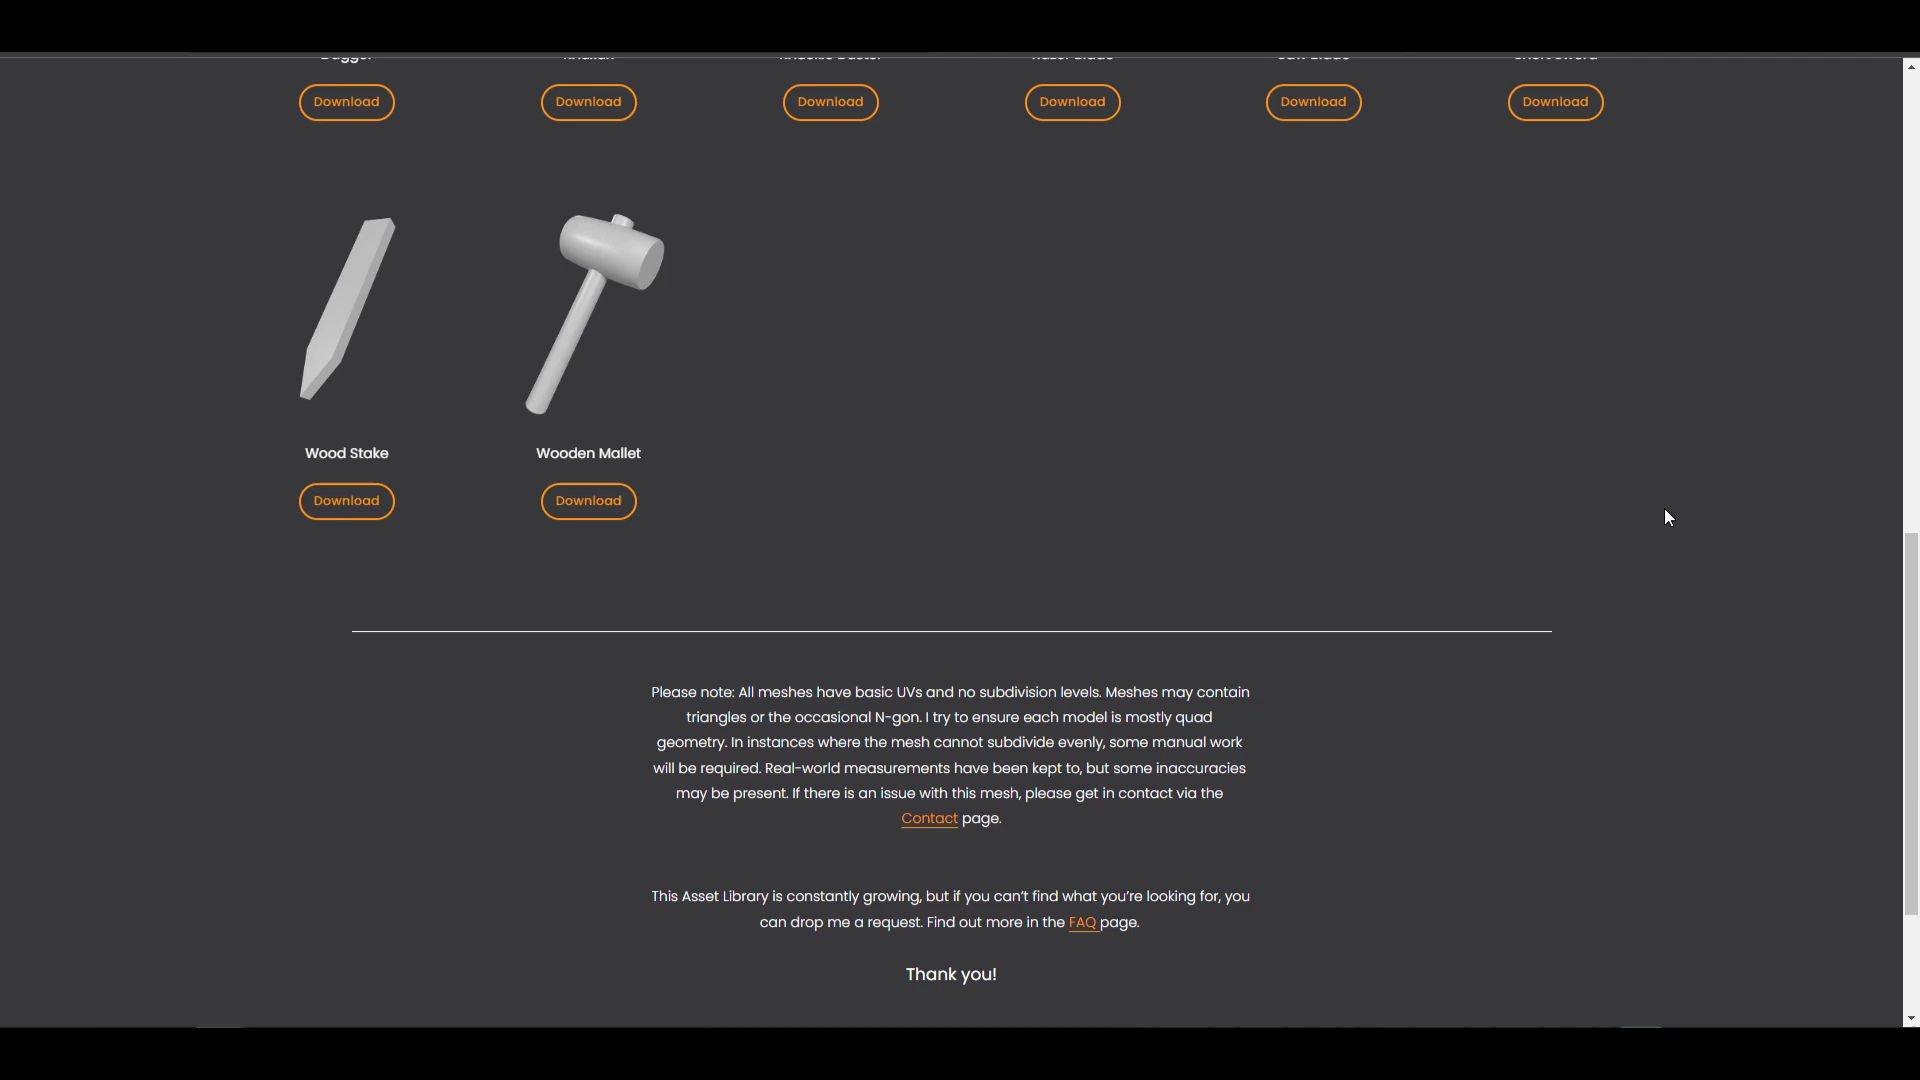 Download Download Download Download Download Download
Wood Stake Wooden Mallet
Download Download
Please note: All meshes have basic UVs and no subdivision levels. Meshes may contain
triangles or the occasional N-gon. I try to ensure each model is mostly quad
geometry. In instances where the mesh cannot subdivide evenly, some manual work
will be required. Real-world measurements have been kept to, but some inaccuracies
may be present. If there is an issue with this mesh, please get in contact via the
Contact page.
This Asset Library is constantly growing, but if you can't find what you're looking for, you
can drop me a request. Find out more in the FAQ page.
Thank you!